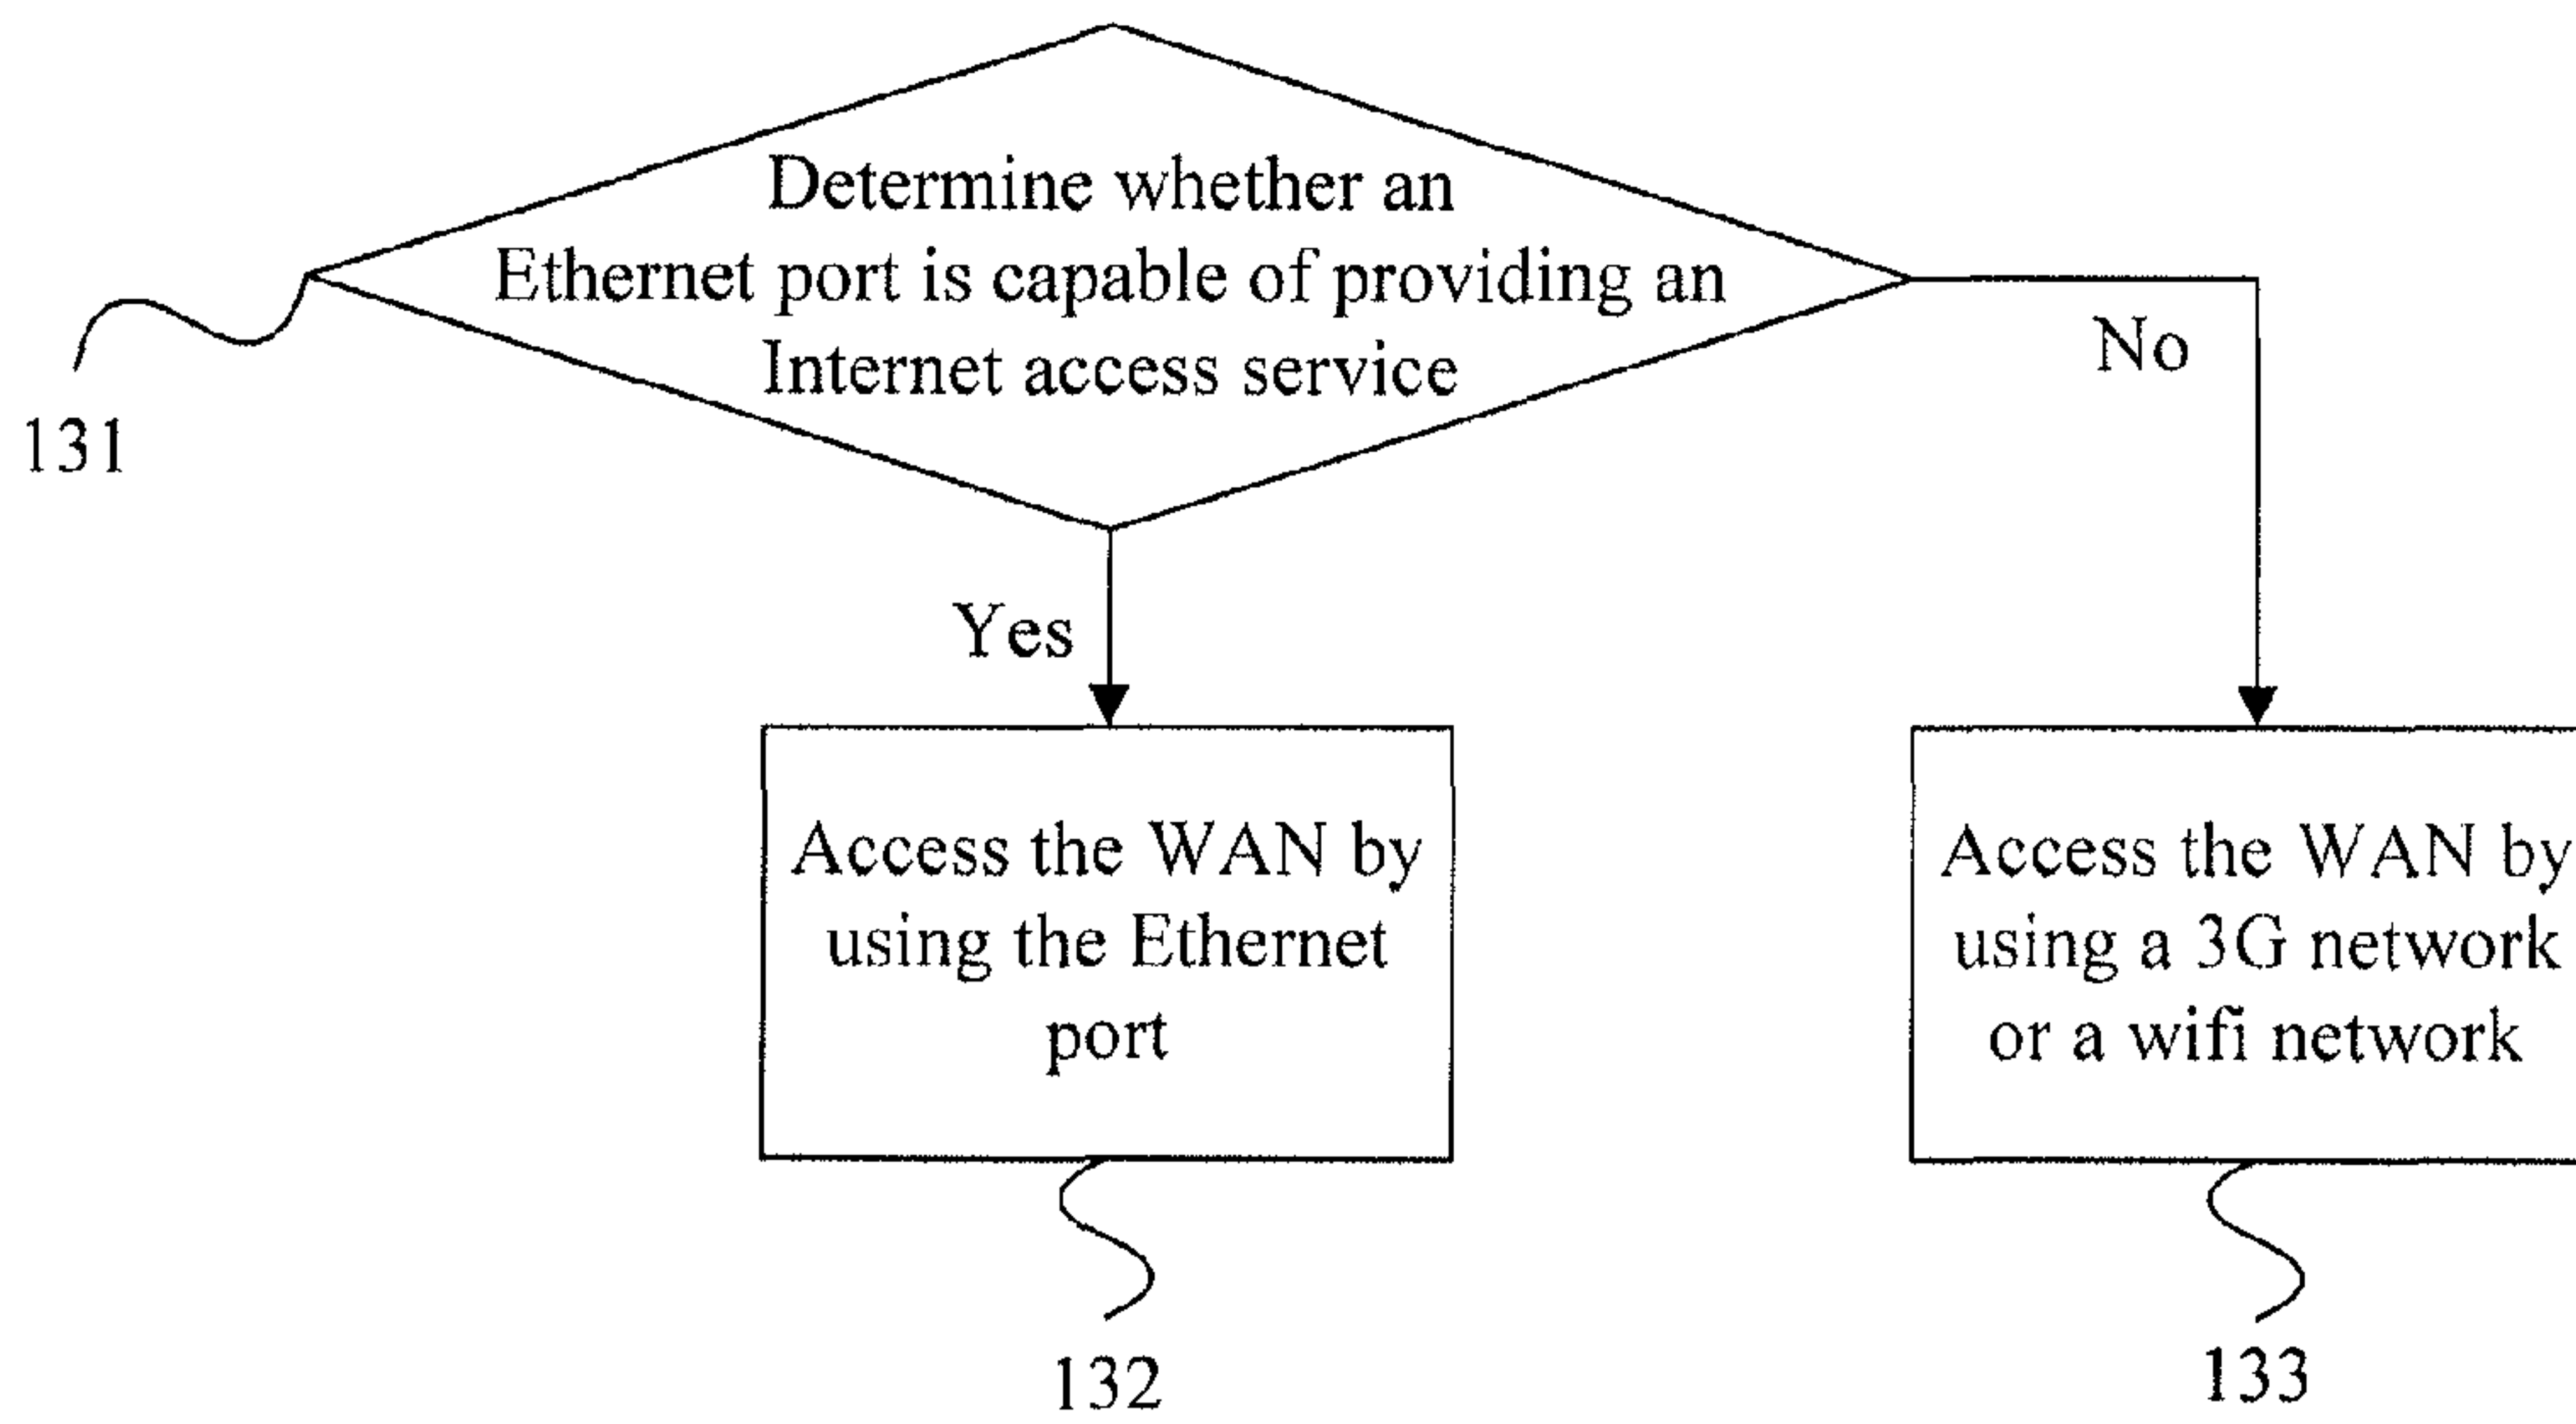 Determine whether an
Ethernet port is capable of providing an
Internet access service
No
131
Yes
Access the WAN by
using the Ethernet
port
Access the WAN by
using a 3G network
or a wifi network
132
133